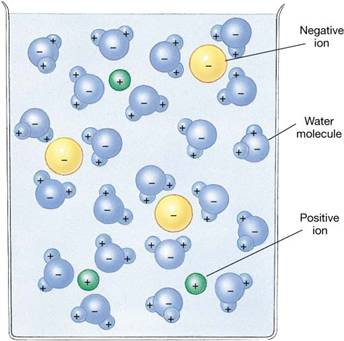 Negative
ion
Water
molecule
Positive
ion